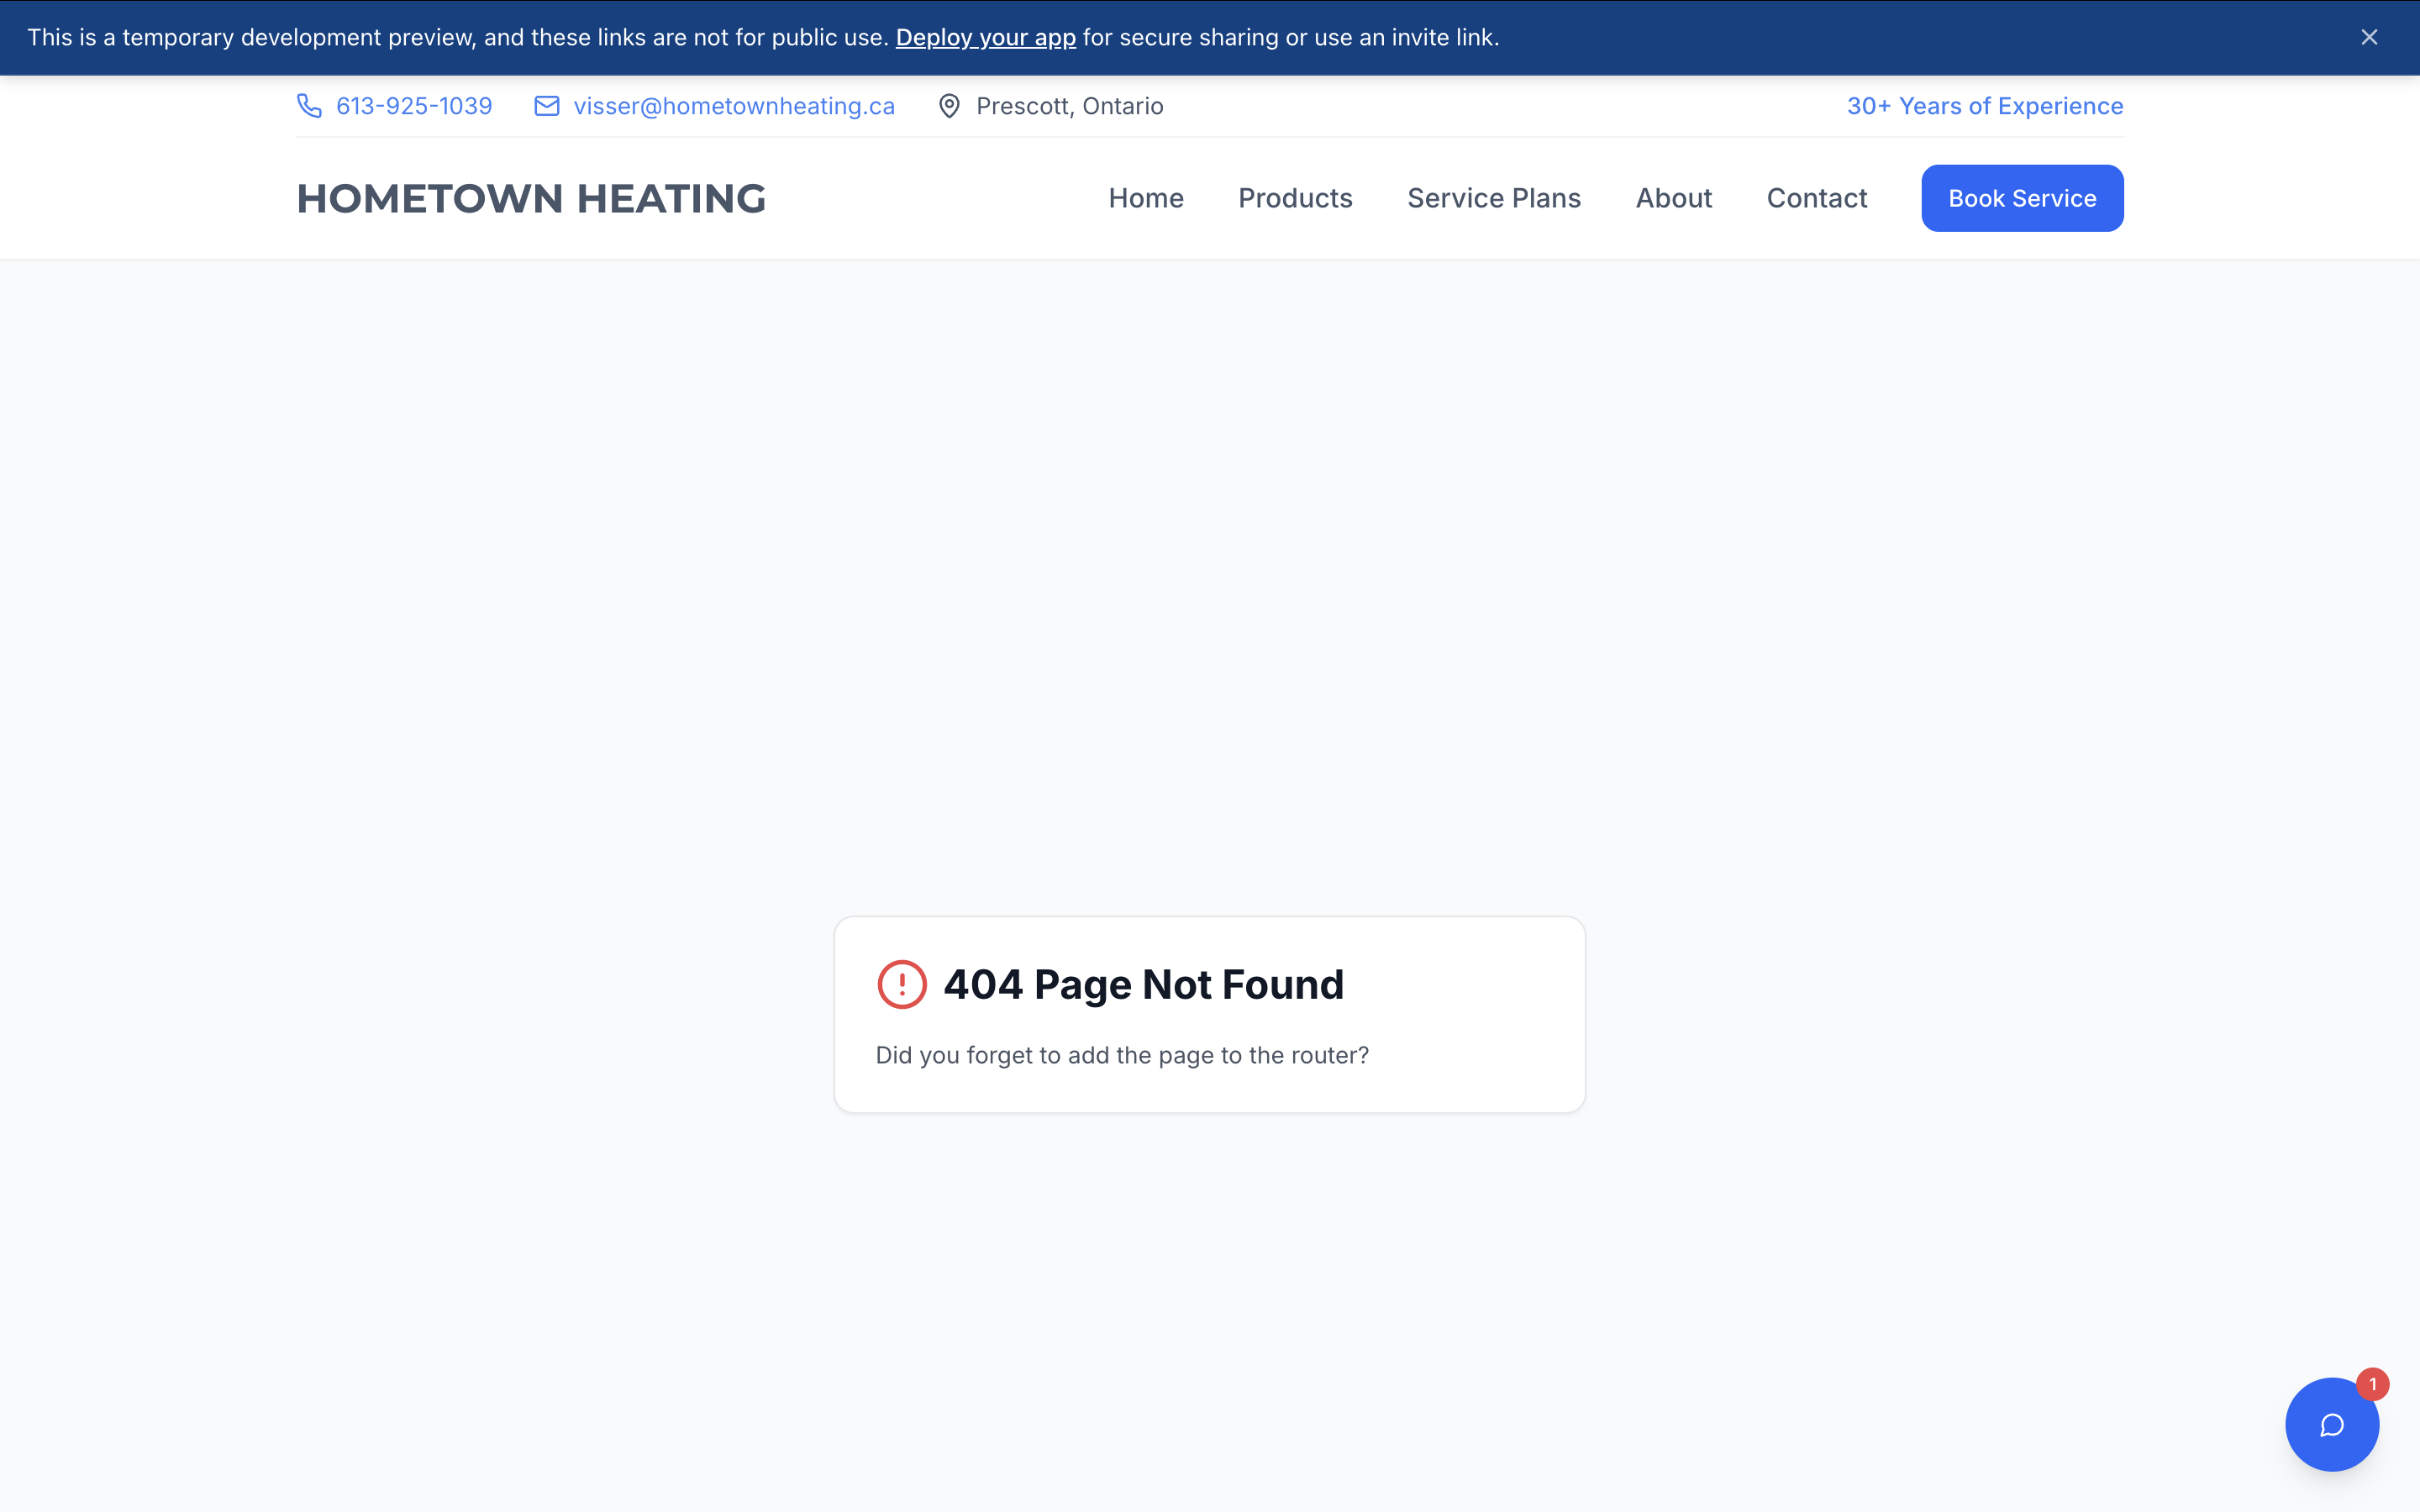 This is a temporary development preview, and these links are not for public use. Deploy your app for secure sharing or use an invite link.
613-925-1039 visser@hometownheating.ca Prescott, Ontario 30+ Years of Experience
HOMETOWN HEATING Home Products Service Plans About Contact Book Service
404 Page Not Found
Did you forget to add the page to the router?
1